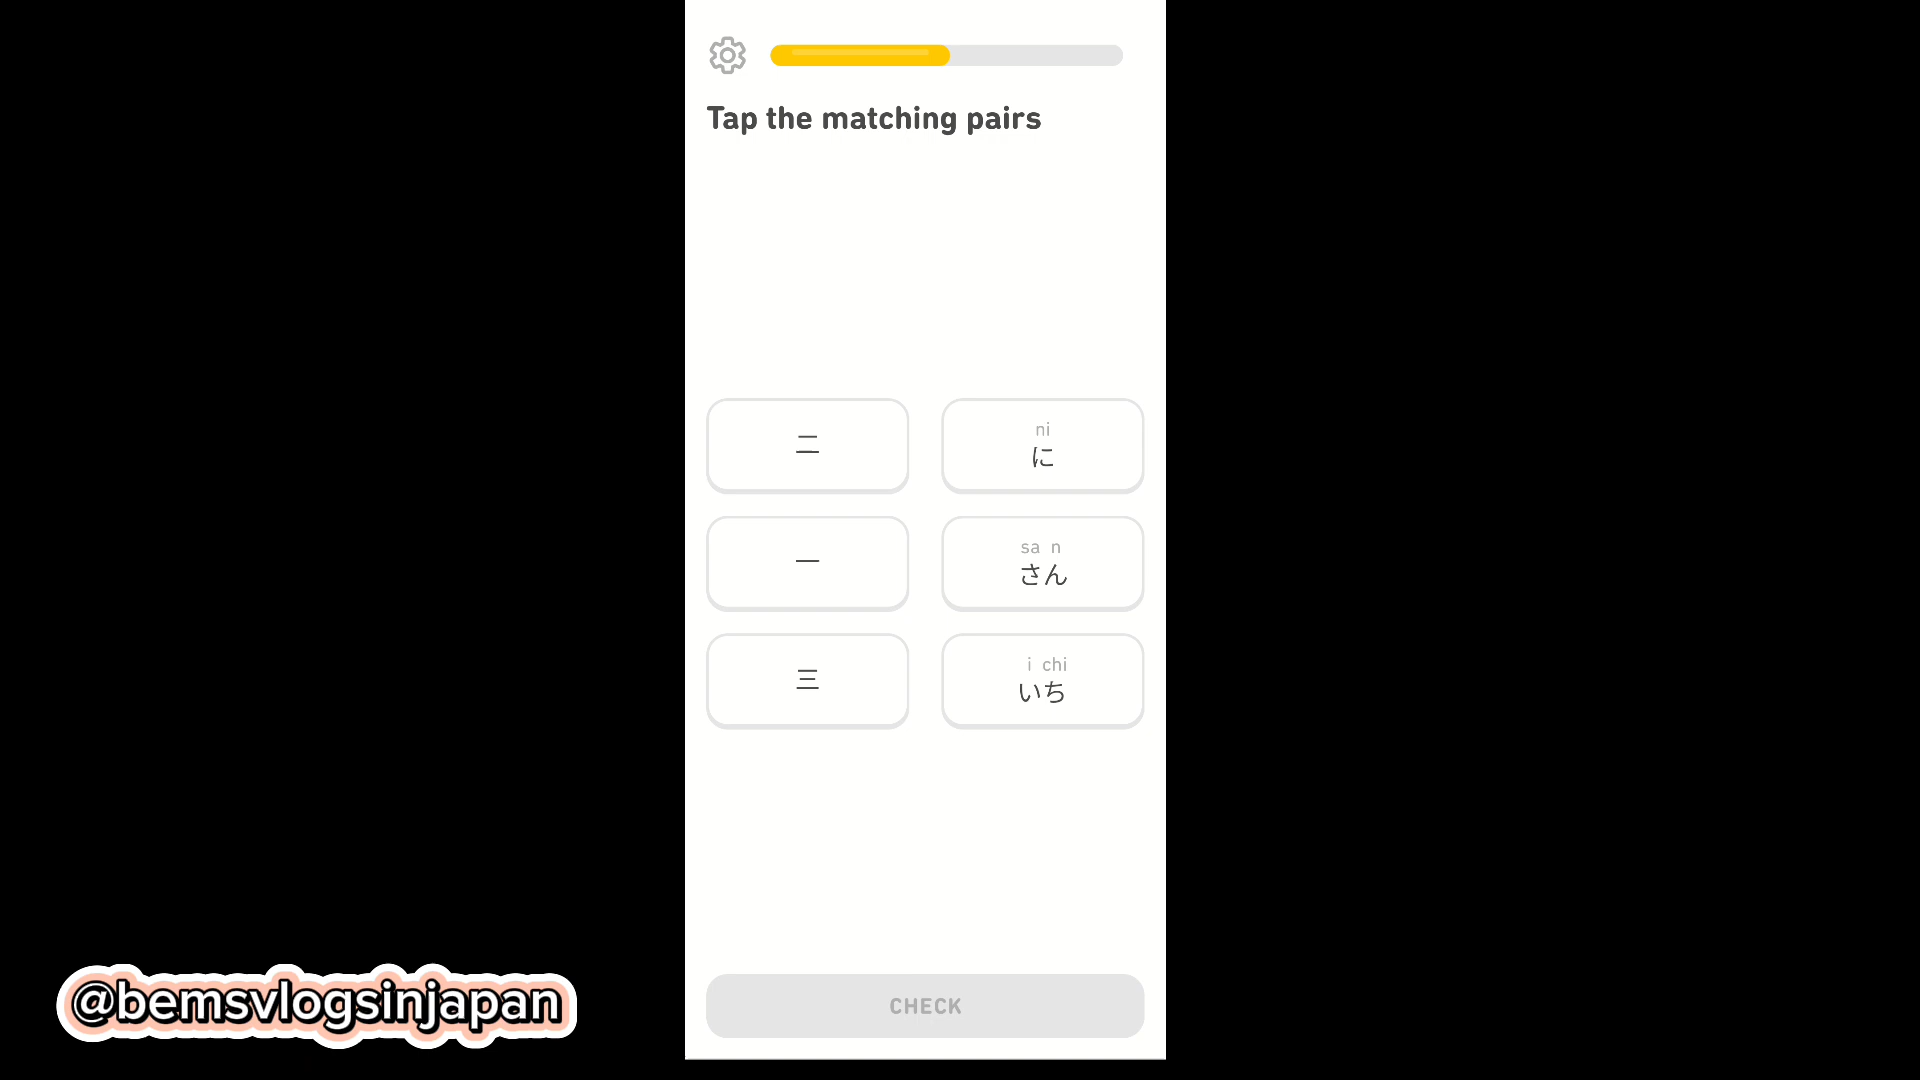 Tap the matching pairs
二
ni
に
一
sa n
さん
三
i chi
いち
CHECK
@bemsvlogsinjapan